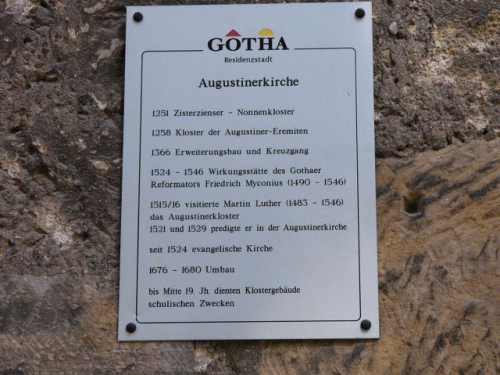 GOTHA
Residenzstadt
Augustinerkirche
1251 Zisterzienser - Nonnenkloster
1258 Kloster der Augustiner-Eremiten
1366 Erweiterungsbau und Kreuzgang
1524 - 1546 Wirkungsstätte des Gothaer
Reformators Friedrich Myconius (1490 - 1546)
1515/16 visitierte Martin Luther (1483 - 1546)
das Augustinerkloster
1521 und 1529 predigte er in der Augustinerkirche
seit 1524 evangelische Kirche
1676 - 1680 Umbau
bis Mitte 19. Jh. dienten Klostergebäude
schulischen Zwecken